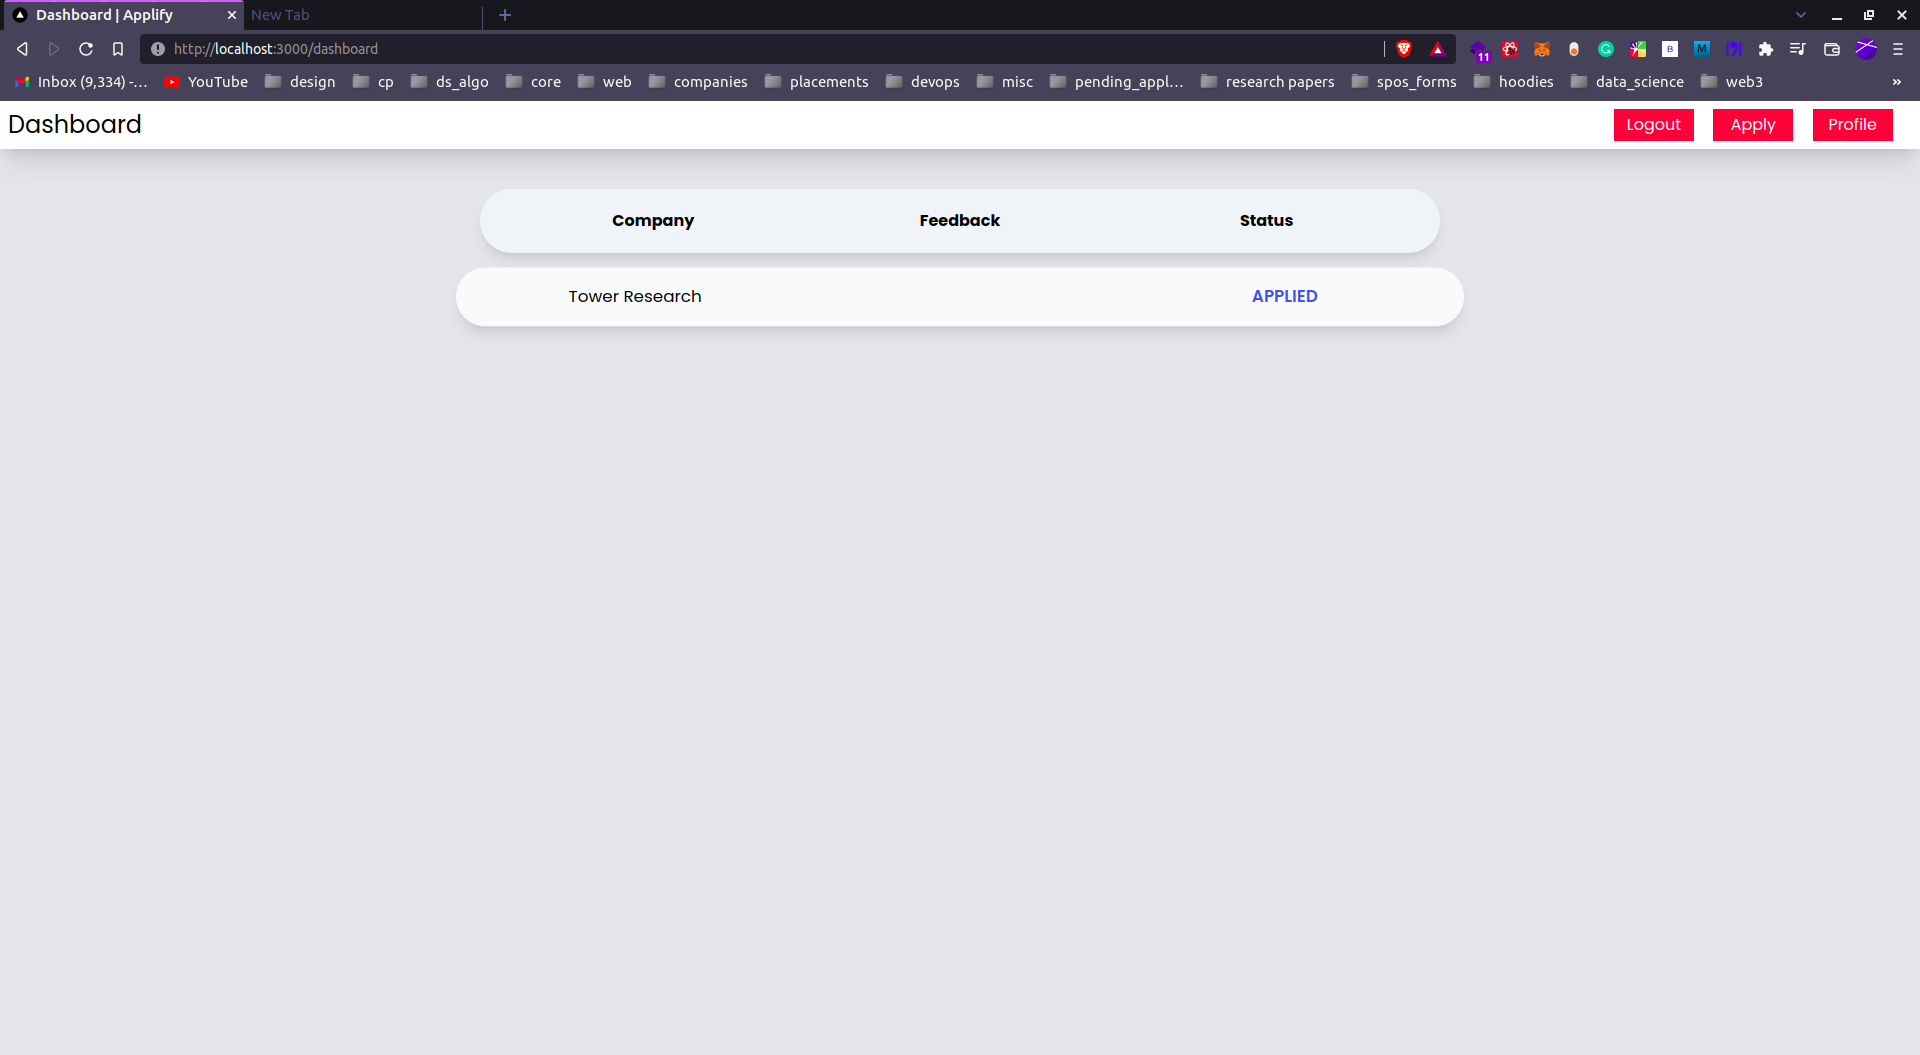 Dashboard | Applify
New Tab
http://localhost:3000/dashboard
11
B
M
Inbox (9,334) -... YouTube design cp ds_algo core web companies placements devops misc pending_appl... research papers spos_forms hoodies data_science web3 »
Dashboard Logout Apply Profile
Company Feedback Status
Tower Research APPLIED